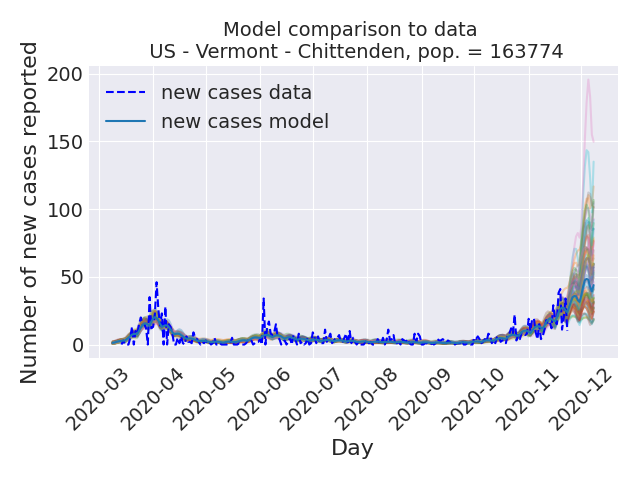 Model comparison to data
US - Vermont - Chittenden, pop. = 163774
Number of new cases reported
200
150
100
50
0
new cases data
new cases model
2020-03
2020-04
2020-05
2020-06
2020-07
2020-08
2020-09
2020-10
2020-11
2020-12
Day